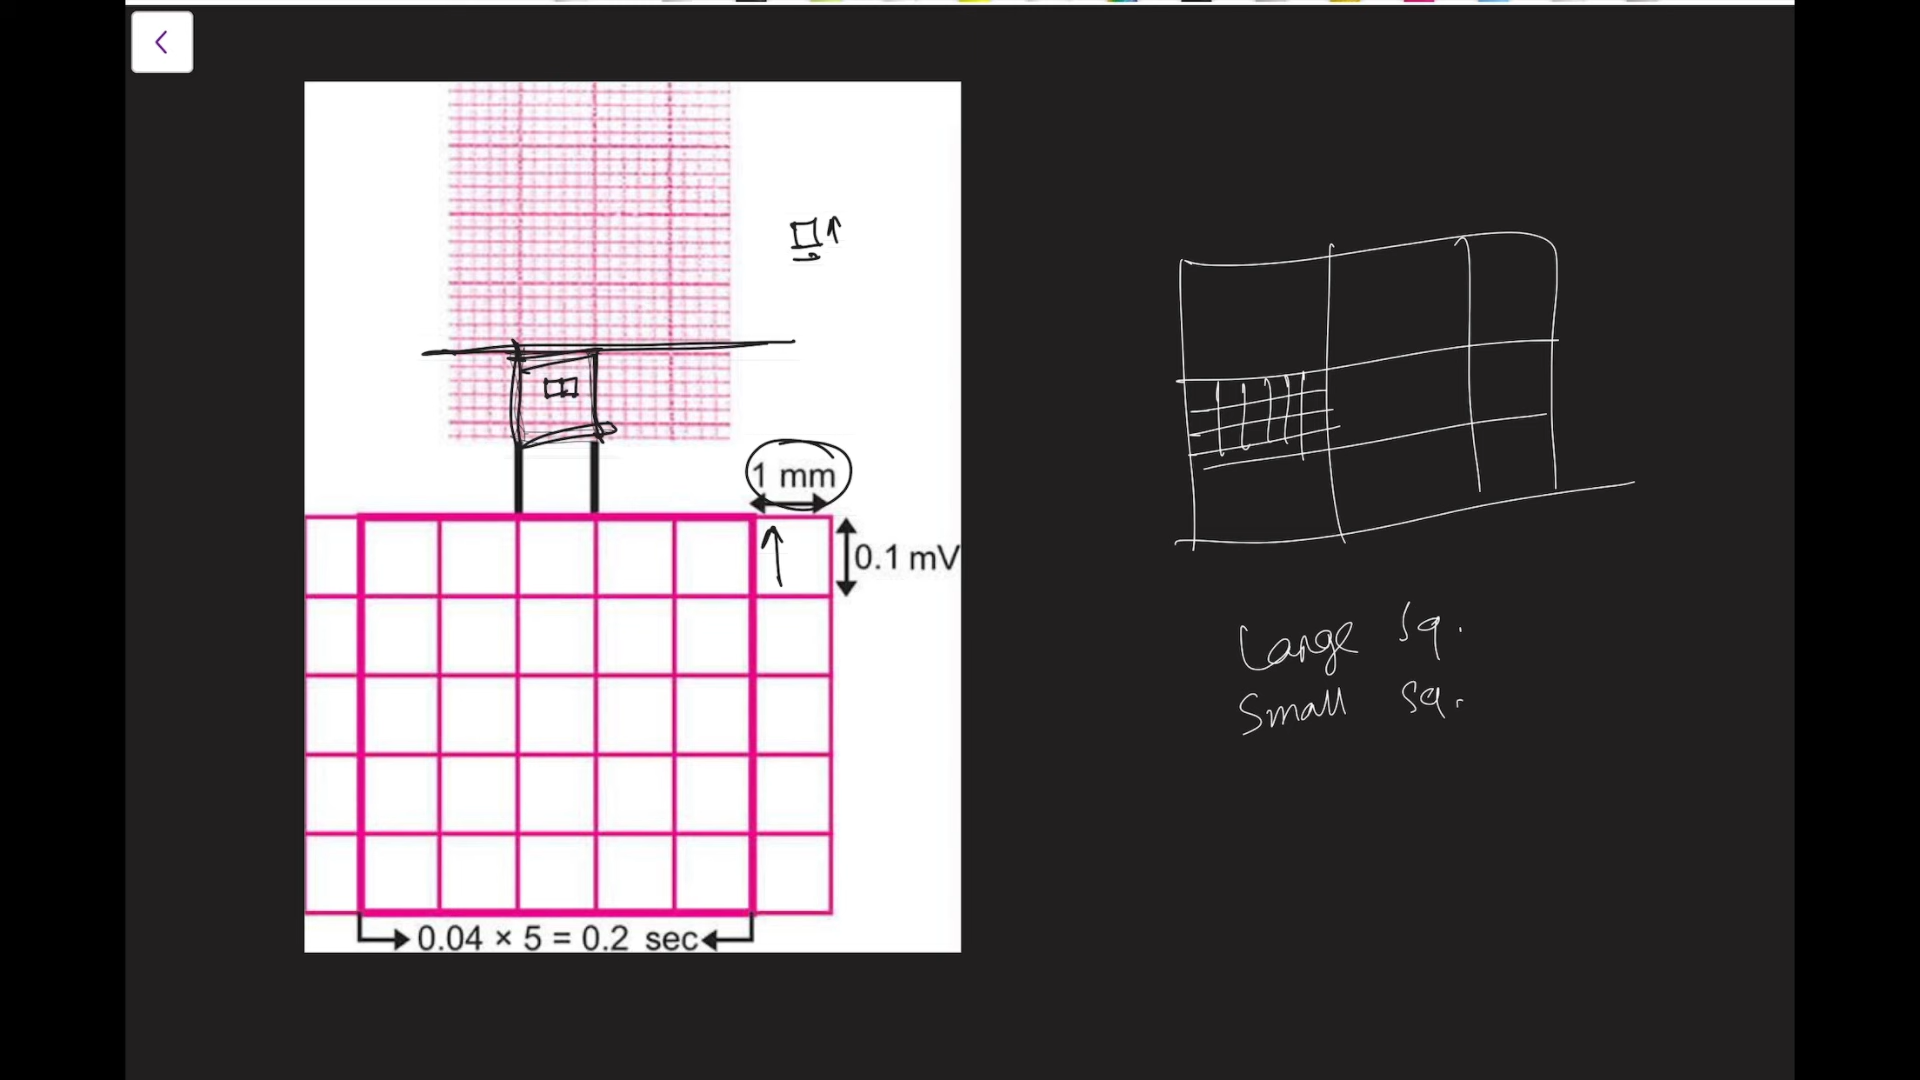 1 mm
0.1 mV
0.04 × 5 = 0.2 sec
Large Sq.
Small Sq.